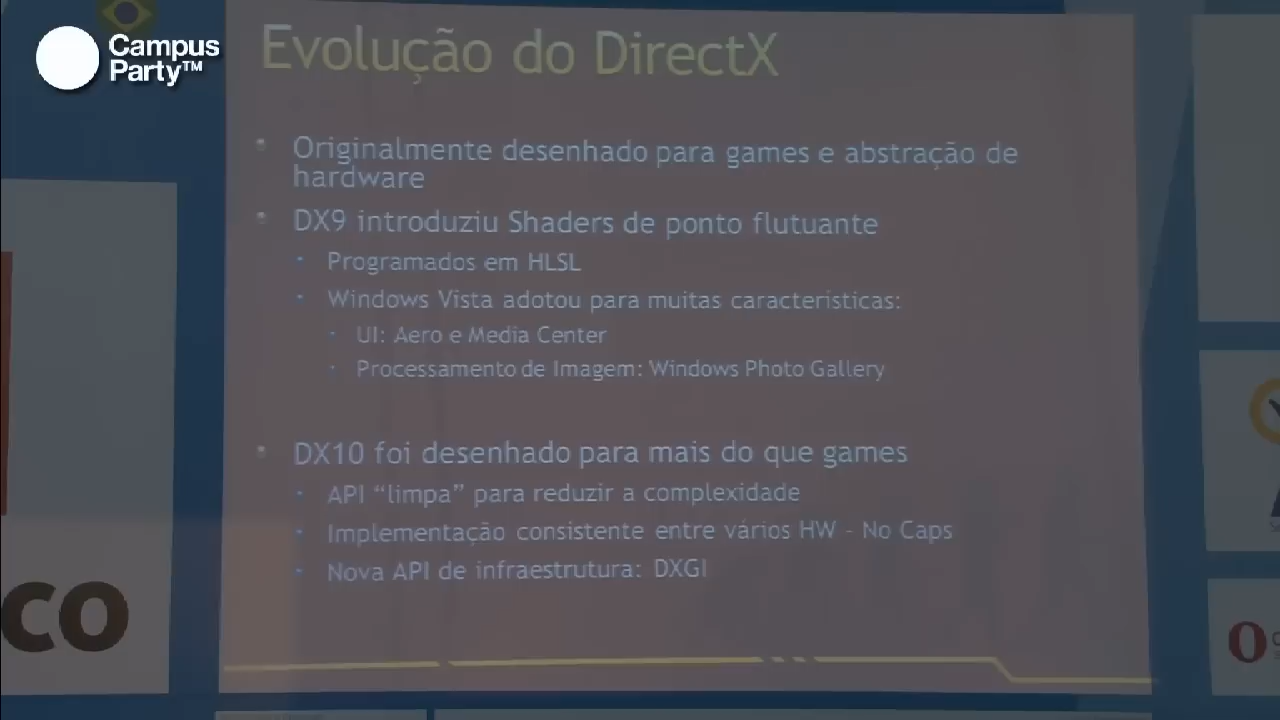 Campus
Party™
Evolução do DirectX
Originalmente desenhado para games e abstração de
hardware
DX9 introduziu Shaders de ponto flutuante
Programados em HLSL
Windows Vista adotou para muitas características:
UI: Aero e Media Center
Processamento de Imagem: Windows Photo Gallery
DX10 foi desenhado para mais do que games
API “limpa” para reduzir a complexidade
Implementação consistente entre vários HW - No Caps
Nova API de infraestrutura: DXGI
co